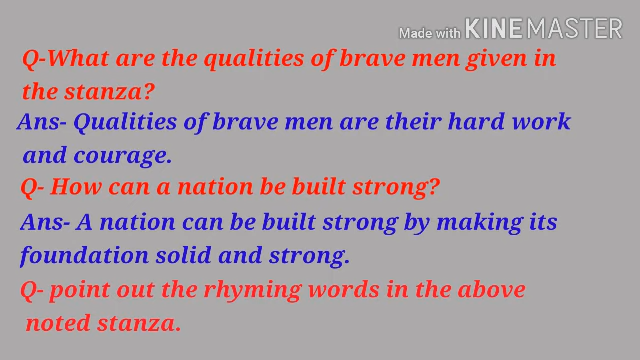 Made with KINEMASTER
Q-What are the qualities of brave men given in
the stanza?
Ans- Qualities of brave men are their hard work
and courage.
Q- How can a nation be built strong?
Ans- A nation can be built strong by making its
foundation solid and strong.
Q- point out the rhyming words in the above
noted stanza.